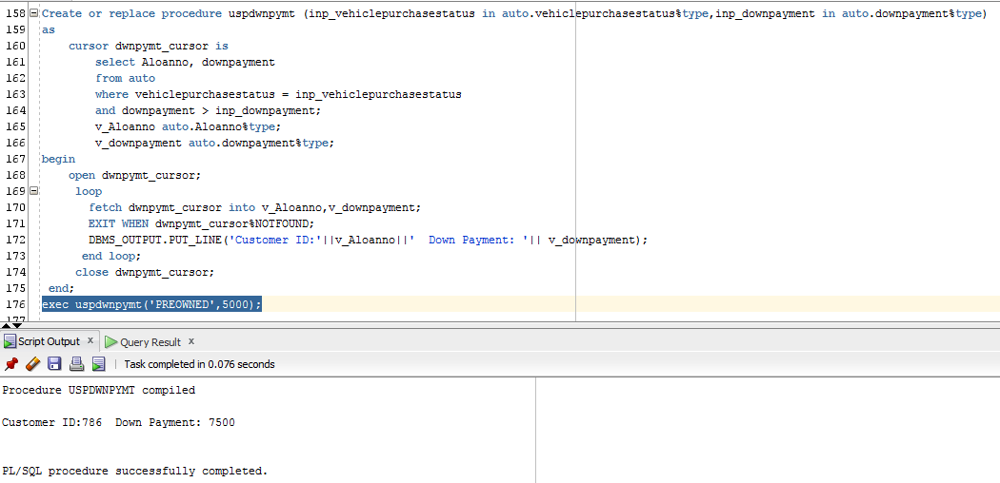 158 Create or replace procedure uspdwnpymt (inp_vehiclepurchasestatus in auto.vehiclepurchasestatus%type,inp_downpayment in auto.downpayment%type)
159 as
160 cursor dwnpymt_cursor is
161 select Aloanno, downpayment
162 from auto
163 where vehiclepurchasestatus = inp_vehiclepurchasestatus
164 and downpayment > inp_downpayment;
165 v_Aloanno auto.Aloanno%type;
166 v_downpayment auto.downpayment%type;
167 begin
168 open dwnpymt_cursor;
169 loop
170 fetch dwnpymt_cursor into v_Aloanno,v_downpayment;
171 EXIT WHEN dwnpymt_cursor%NOTFOUND;
172 DBMS_OUTPUT.PUT_LINE('Customer ID:'||v_Aloanno||'  Down Payment: '|| v_downpayment);
173 end loop;
174 close dwnpymt_cursor;
175 end;
176 exec uspdwnpymt('PREOWNED',5000);
177
Script Output x Query Result x
Task completed in 0.076 seconds
Procedure USPDWNPYMT compiled
Customer ID:786  Down Payment: 7500
PL/SQL procedure successfully completed.